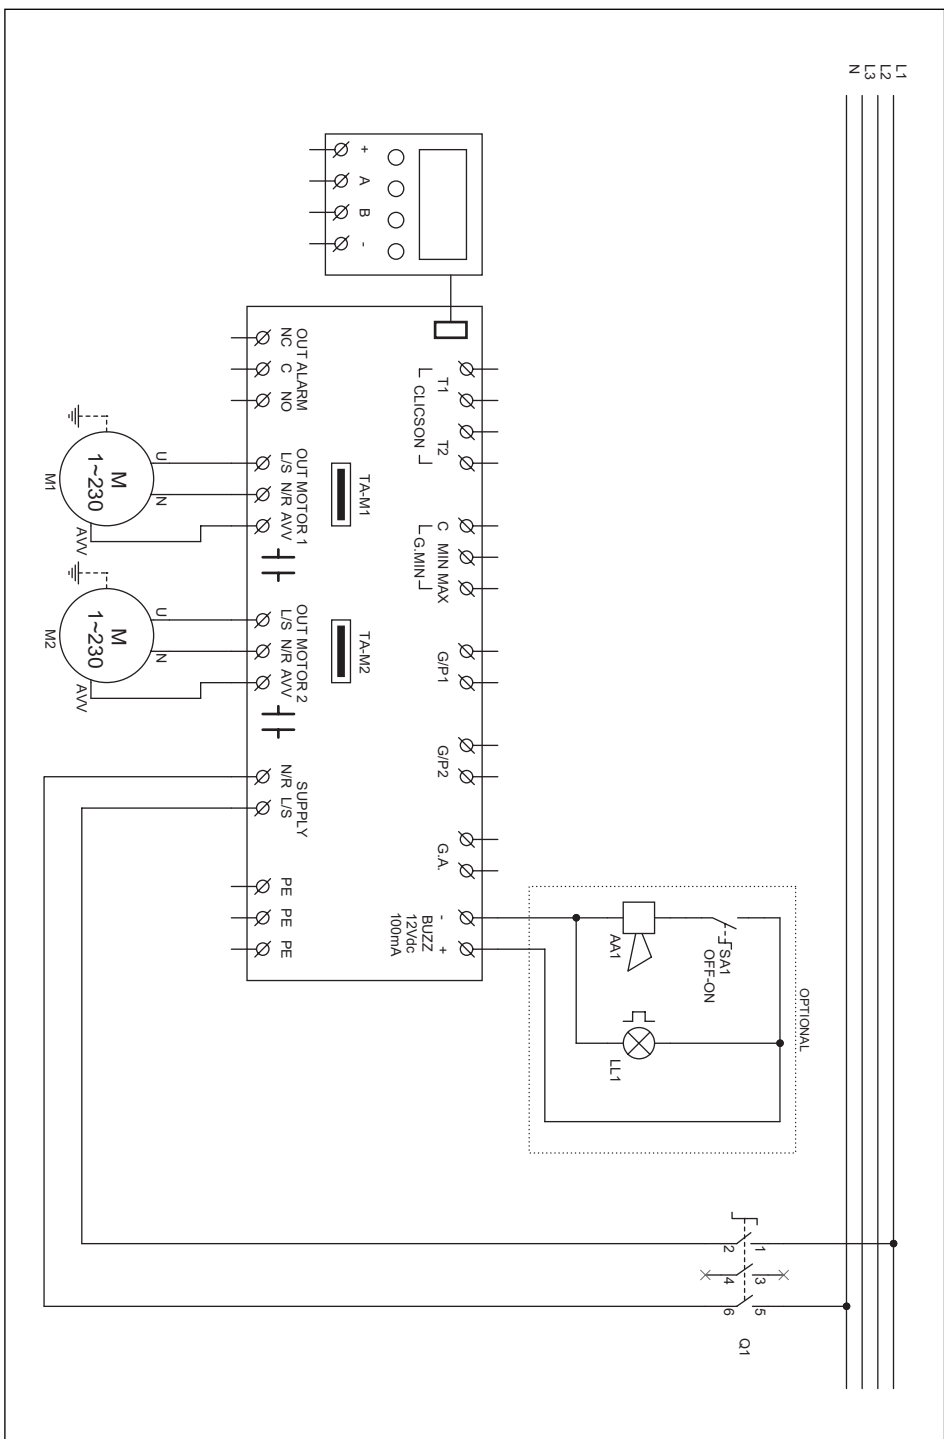 L1
L2
L3
N
+
A
B
-
OUT ALARM
NC
C
NO
T1
CLICSON
T2
TA-M1
OUT MOTOR 1
L/S
N/R
AVV
C
MIN
MAX
G.MIN
TA-M2
OUT MOTOR 2
L/S
N/R
AVV
G/P1
G/P2
G.A.
SUPPLY
N/R
L/S
PE
PE
PE
-
+
BUZZ
12Vdc
100mA
U
N
AVV
M
1~230
M1
U
N
AVV
M
1~230
M2
OPTIONAL
AA1
SA1
OFF-ON
LL1
1
2
3
4
5
6
Q1